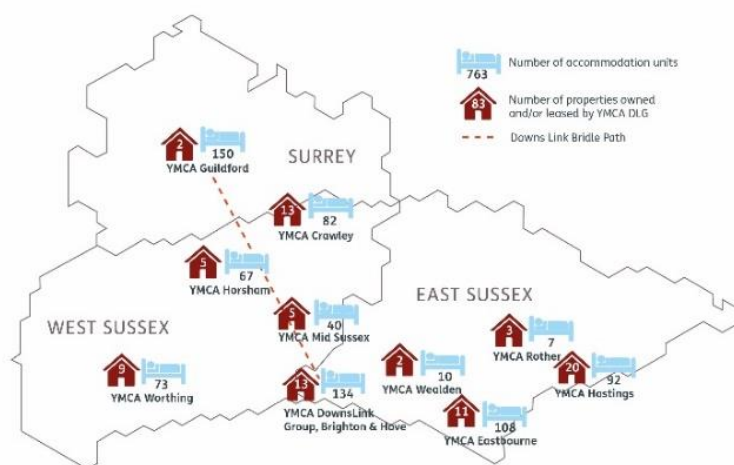 763
Number of accommodation units
83
Number of properties owned
and/or leased by YMCA DLG
Downs Link Bridle Path
2
150
YMCA Guildford
SURREY
13
82
YMCA Crawley
5
67
YMCA Horsham
5
40
YMCA Mid Sussex
WEST SUSSEX
EAST SUSSEX
9
73
YMCA Worthing
13
134
YMCA DownsLink
Group, Brighton & Hove
2
10
YMCA Wealden
3
7
YMCA Rother
20
92
YMCA Hastings
11
108
YMCA Eastbourne